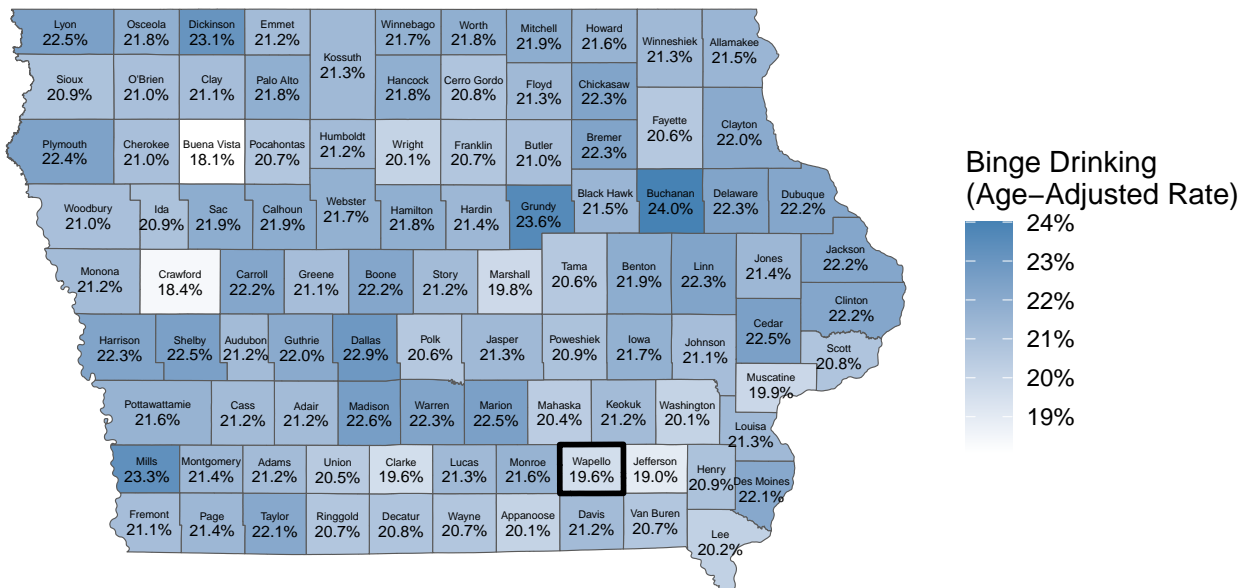 Lyon
22.5%
Osceola
21.8%
Dickinson
23.1%
Emmet
21.2%
Kossuth
21.3%
Winnebago
21.7%
Worth
21.8%
Mitchell
21.9%
Howard
21.6%
Winneshiek
21.3%
Allamakee
21.5%
Sioux
20.9%
O'Brien
21.0%
Clay
21.1%
Palo Alto
21.8%
Hancock
21.8%
Cerro Gordo
20.8%
Floyd
21.3%
Chickasaw
22.3%
Fayette
20.6%
Clayton
22.0%
Plymouth
22.4%
Cherokee
21.0%
Buena Vista
18.1%
Pocahontas
20.7%
Humboldt
21.2%
Wright
20.1%
Franklin
20.7%
Butler
21.0%
Bremer
22.3%
Woodbury
21.0%
Ida
20.9%
Sac
21.9%
Calhoun
21.9%
Webster
21.7%
Hamilton
21.8%
Hardin
21.4%
Grundy
23.6%
Black Hawk
21.5%
Buchanan
24.0%
Delaware
22.3%
Dubuque
22.2%
Monona
21.2%
Crawford
18.4%
Carroll
22.2%
Greene
21.1%
Boone
22.2%
Story
21.2%
Marshall
19.8%
Tama
20.6%
Benton
21.9%
Linn
22.3%
Jones
21.4%
Jackson
22.2%
Clinton
22.2%
Harrison
22.3%
Shelby
22.5%
Audubon
21.2%
Guthrie
22.0%
Dallas
22.9%
Polk
20.6%
Jasper
21.3%
Poweshiek
20.9%
Iowa
21.7%
Johnson
21.1%
Cedar
22.5%
Scott
20.8%
Muscatine
19.9%
Pottawattamie
21.6%
Cass
21.2%
Adair
21.2%
Madison
22.6%
Warren
22.3%
Marion
22.5%
Mahaska
20.4%
Keokuk
21.2%
Washington
20.1%
Louisa
21.3%
Mills
23.3%
Montgomery
21.4%
Adams
21.2%
Union
20.5%
Clarke
19.6%
Lucas
21.3%
Monroe
21.6%
Wapello
19.6%
Jefferson
19.0%
Henry
20.9%
Des Moines
22.1%
Fremont
21.1%
Page
21.4%
Taylor
22.1%
Ringgold
20.7%
Decatur
20.8%
Wayne
20.7%
Appanoose
20.1%
Davis
21.2%
Van Buren
20.7%
Lee
20.2%
Binge Drinking
(Age−Adjusted Rate)
24%
23%
22%
21%
20%
19%